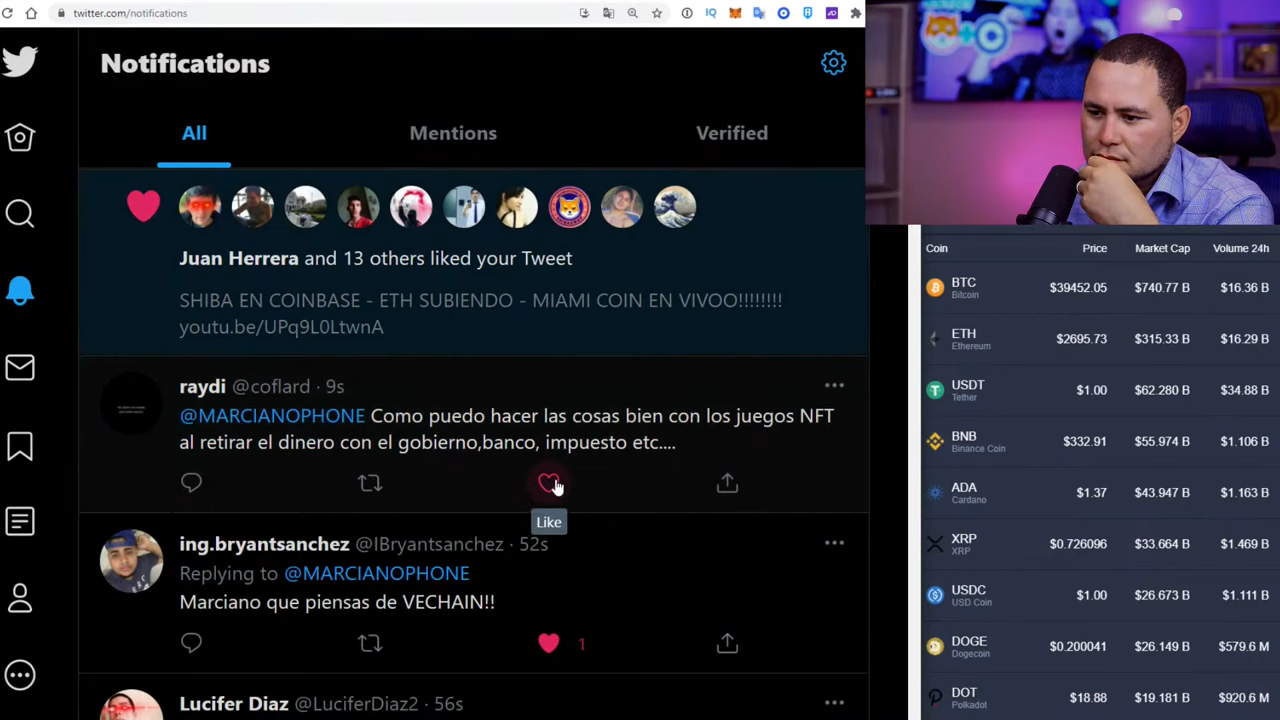 twitter.com/notifications
Notifications
All
Mentions
Verified
Juan Herrera and 13 others liked your Tweet
SHIBA EN COINBASE - ETH SUBIENDO - MIAMI COIN EN VIVOO!!!!!!!!
youtu.be/UPq9L0LtwnA
raydi @coflard · 9s
@MARCIANOPHONE Como puedo hacer las cosas bien con los juegos NFT
al retirar el dinero con el gobierno,banco, impuesto etc....
Like
ing.bryantsanchez @IBryantsanchez · 52s
Replying to @MARCIANOPHONE
Marciano que piensas de VECHAIN!!
1
Lucifer Diaz @LuciferDiaz2 · 56s
Coin Price Market Cap Volume 24h
BTC
Bitcoin
$39452.05 $740.77 B $16.36 B
ETH
Ethereum
$2695.73 $315.33 B $16.29 B
USDT
Tether
$1.00 $62.280 B $34.88 B
BNB
Binance Coin
$332.91 $55.974 B $1.106 B
ADA
Cardano
$1.37 $43.947 B $1.163 B
XRP
XRP
$0.726096 $33.664 B $1.469 B
USDC
USD Coin
$1.00 $26.673 B $1.111 B
DOGE
Dogecoin
$0.200041 $26.149 B $579.6 M
DOT
Polkadot
$18.88 $19.181 B $920.6 M